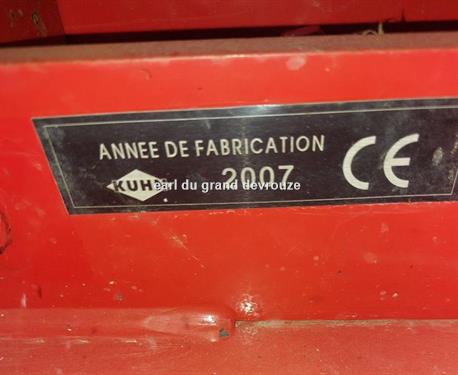 ANNEE DE FABRICATION
KUHN 2007 CE
earl du grand devrouze